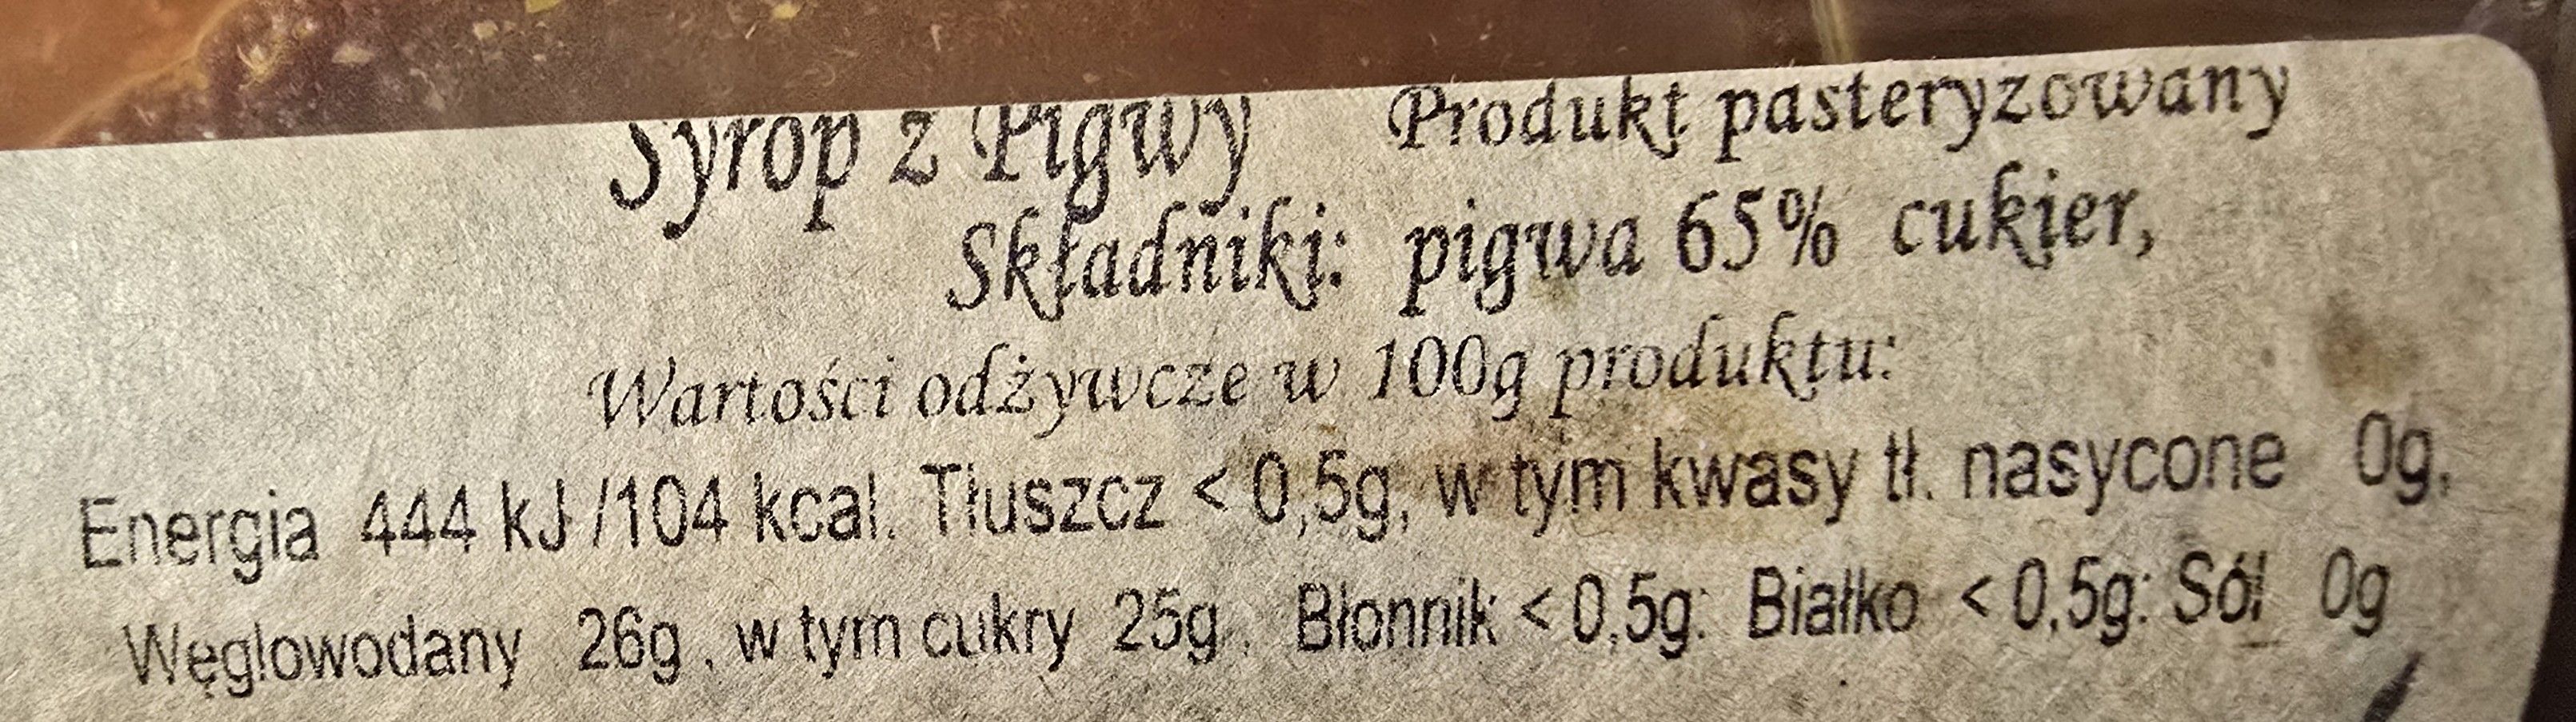 Syrop z Pigwy Produkt pasteryzowany
Składniki: pigwa 65% cukier,
Wartości odżywcze w 100g produktu:
Energia 444 kJ /104 kcal. Tłuszcz < 0,5g, w tym kwasy tł. nasycone 0g,
Węglowodany 26g , w tym cukry 25g , Błonnik < 0,5g: Białko < 0,5g: Sól 0g